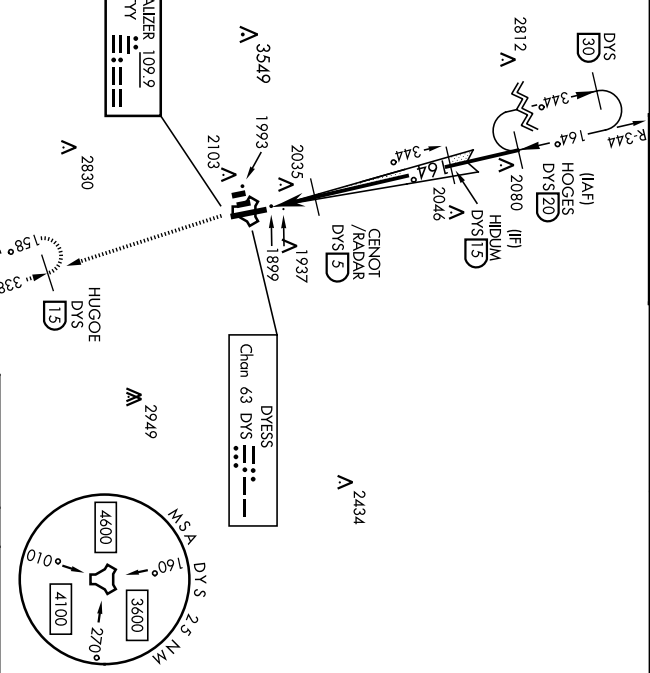 DYS
30
344°
164°
R-344
2812
(IAF)
HOGES
DYS 20
2080
(IF)
HIDUM
DYS 15
2046
344°
164°
3549
ALIZER 109.9
1993
2103
2035
CENOT
/RADAR
DYS 5
1937
1899
2830
158°
338
HUGOE
DYS
15
DYESS
Chan 63 DYS
2949
2434
MSA DYS 25 NM
4600
010°
160°
3600
4100
270°